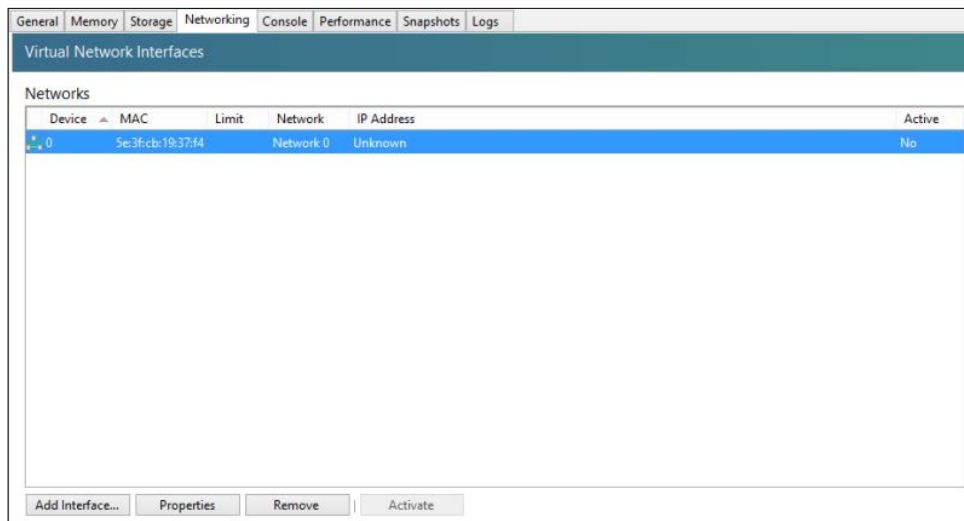 General Memory Storage Networking Console Performance Snapshots Logs
Virtual Network Interfaces
Networks
Device MAC Limit Network IP Address Active
0 5e:3f:cb:19:37:f4 Network 0 Unknown No
Add Interface... Properties Remove Activate